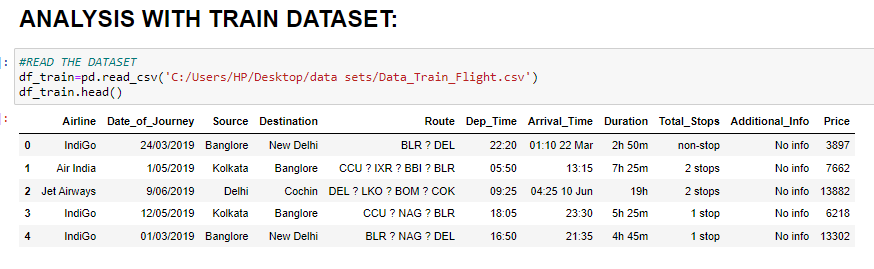 ANALYSIS WITH TRAIN DATASET:
]:
#READ THE DATASET
df_train=pd.read_csv('C:/Users/HP/Desktop/data sets/Data_Train_Flight.csv')
df_train.head()
]:
Airline Date_of_Journey Source Destination Route Dep_Time Arrival_Time Duration Total_Stops Additional_Info Price
0 IndiGo 24/03/2019 Banglore New Delhi BLR ? DEL 22:20 01:10 22 Mar 2h 50m non-stop No info 3897
1 Air India 1/05/2019 Kolkata Banglore CCU ? IXR ? BBI ? BLR 05:50 13:15 7h 25m 2 stops No info 7662
2 Jet Airways 9/06/2019 Delhi Cochin DEL ? LKO ? BOM ? COK 09:25 04:25 10 Jun 19h 2 stops No info 13882
3 IndiGo 12/05/2019 Kolkata Banglore CCU ? NAG ? BLR 18:05 23:30 5h 25m 1 stop No info 6218
4 IndiGo 01/03/2019 Banglore New Delhi BLR ? NAG ? DEL 16:50 21:35 4h 45m 1 stop No info 13302